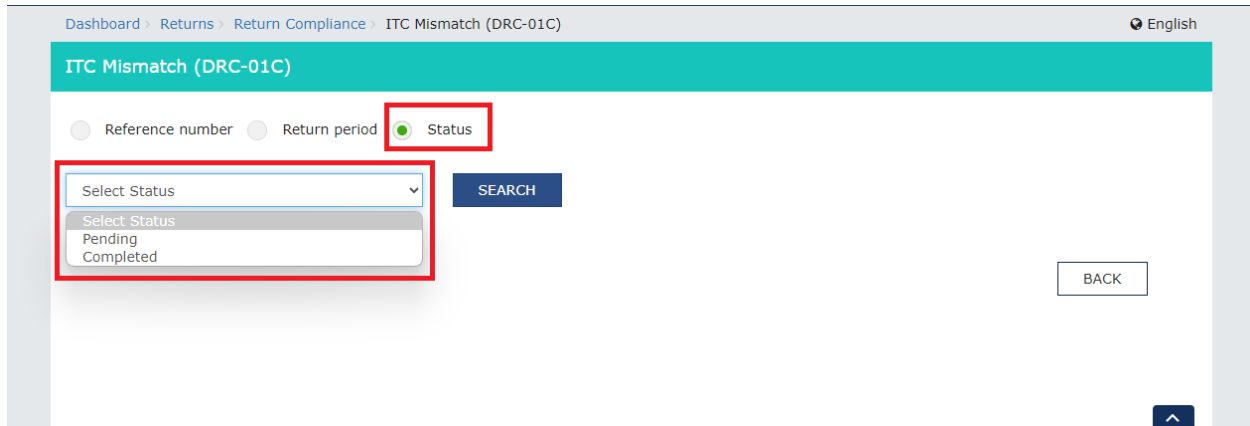 Dashboard > Returns > Return Compliance > ITC Mismatch (DRC-01C) English
ITC Mismatch (DRC-01C)
Reference number Return period Status
Select Status SEARCH
Select Status
Pending
Completed
BACK